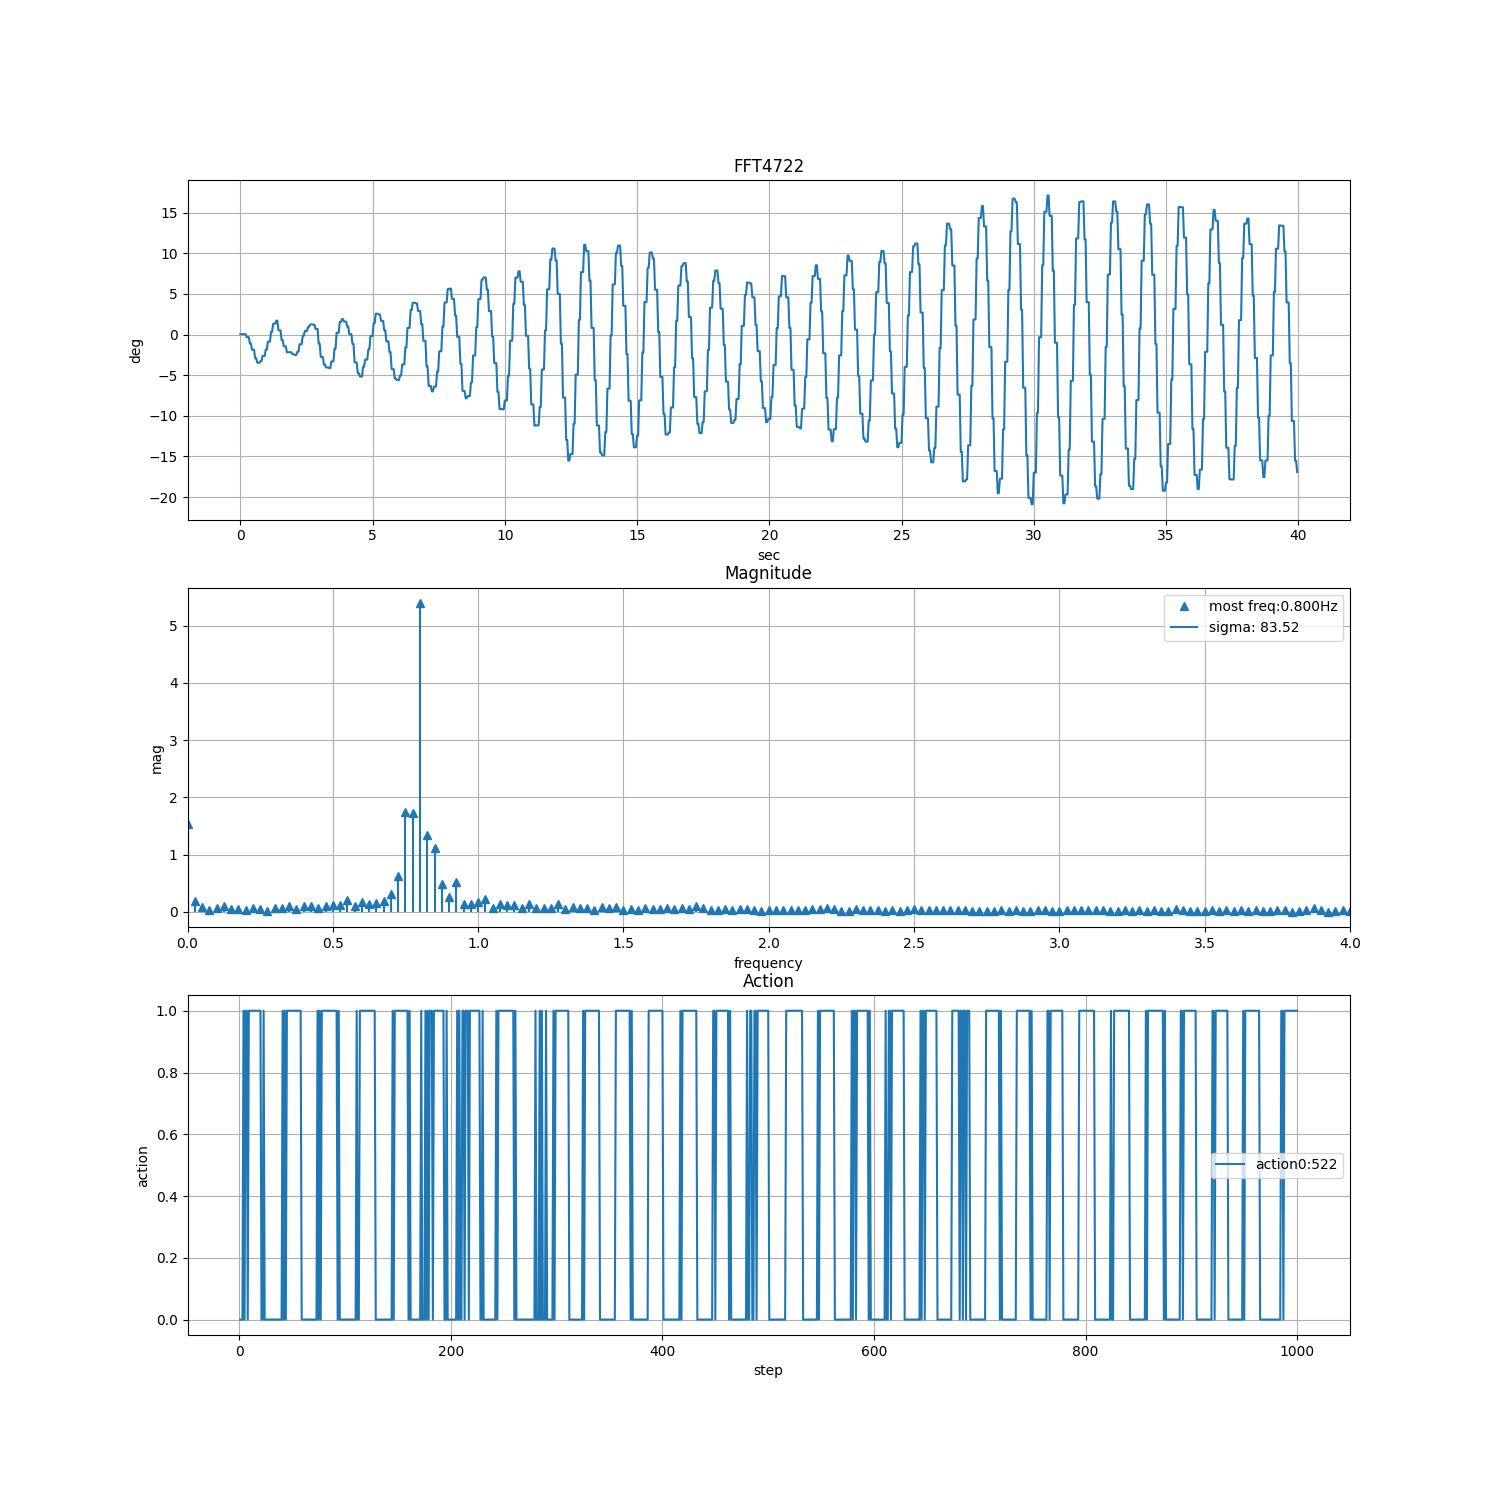 FFT4722
15
10
5
0
−5
−10
−15
−20
deg
0 5 10 15 20 25 30 35 40
sec
Magnitude
most freq:0.800Hz
sigma: 83.52
5
4
3
2
1
0
mag
0.0 0.5 1.0 1.5 2.0 2.5 3.0 3.5 4.0
frequency
Action
1.0
0.8
0.6
0.4
0.2
0.0
action
action0:522
0 200 400 600 800 1000
step